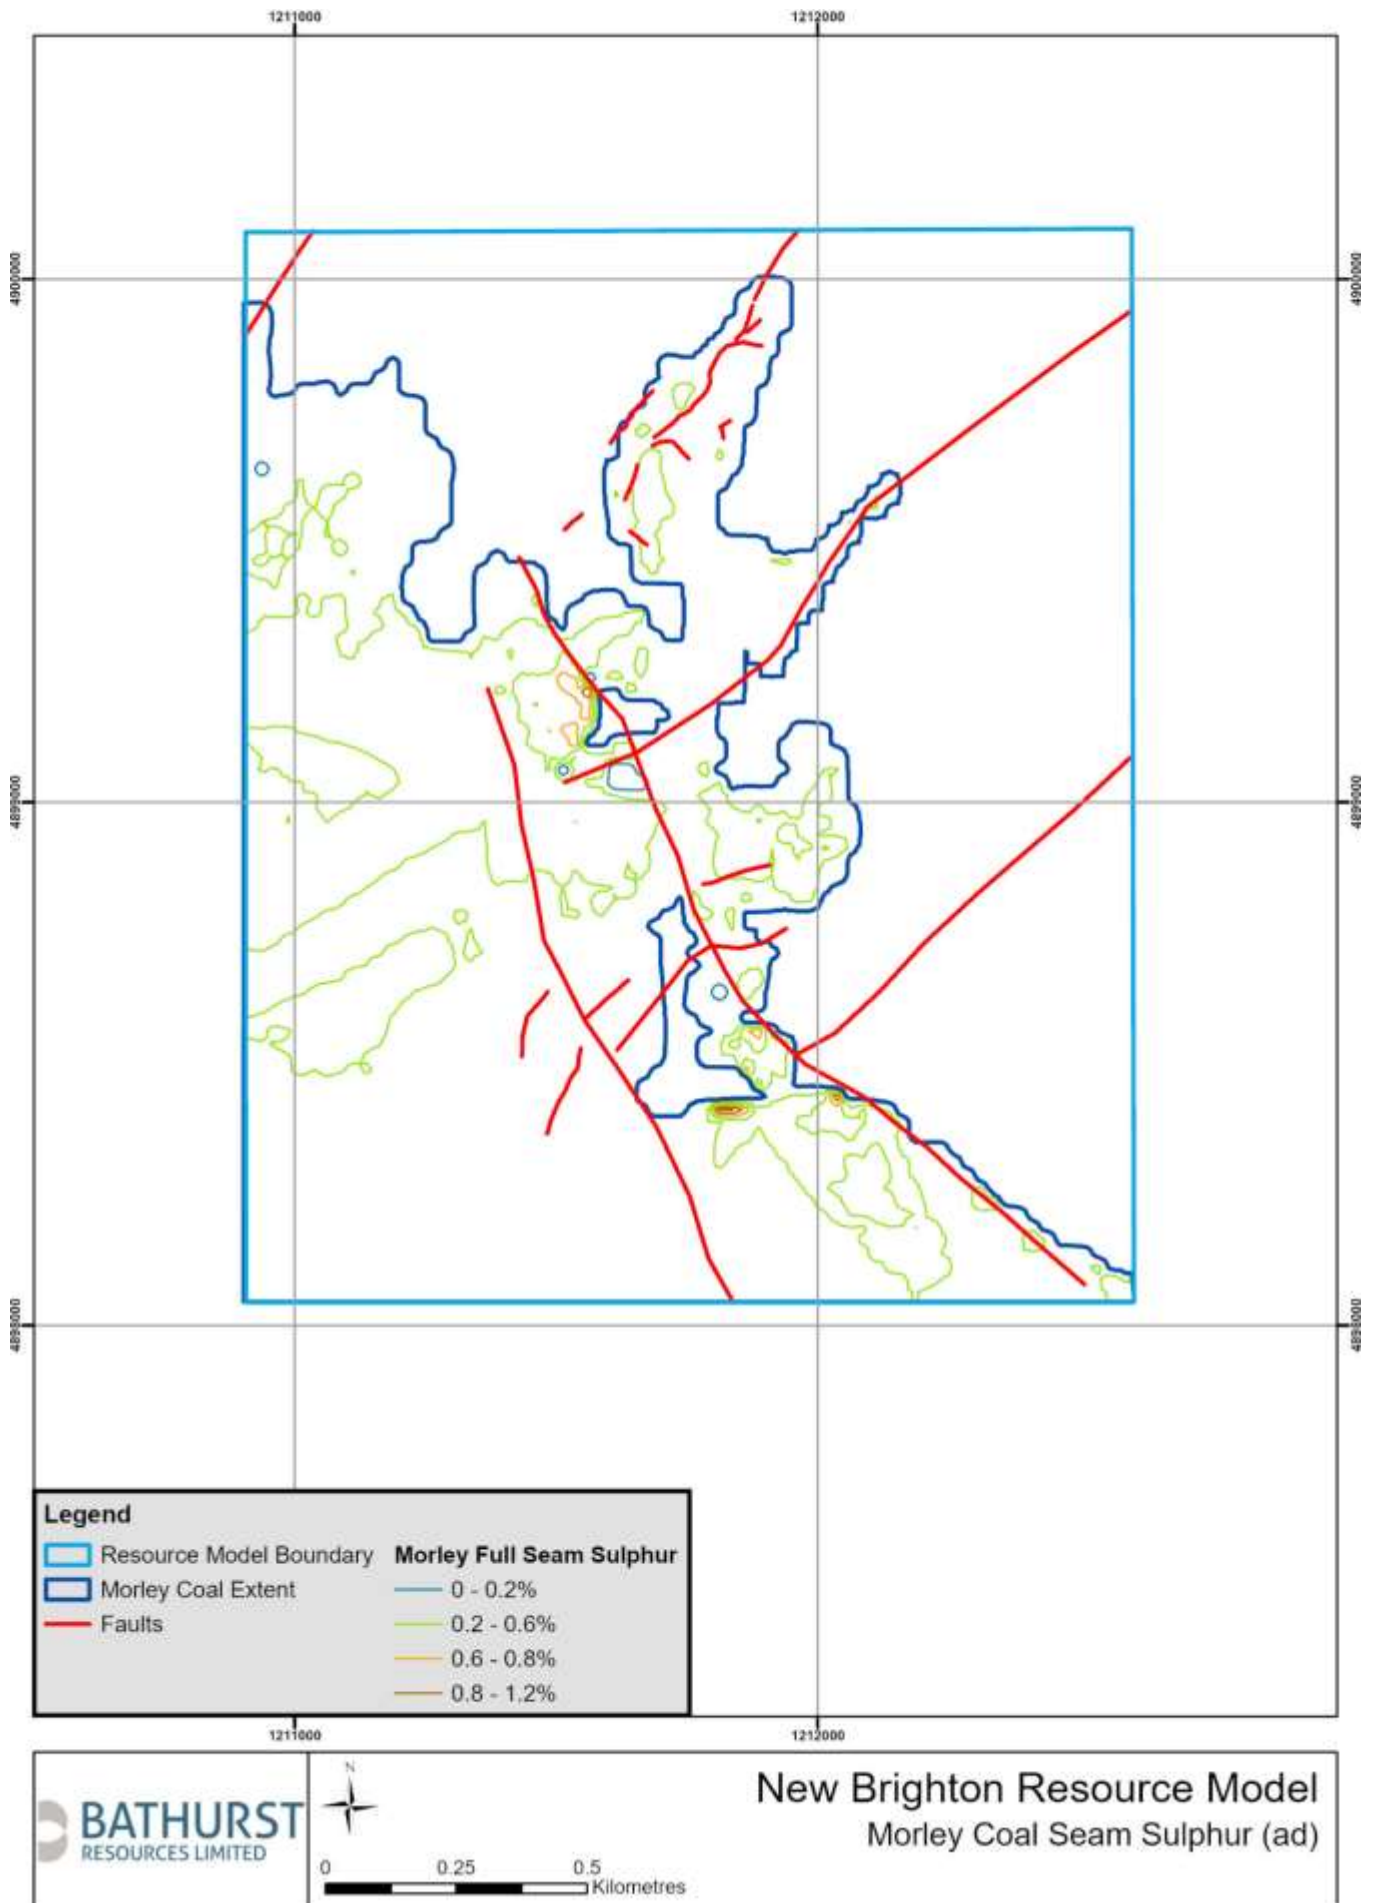 1211000 1212000
4900000 4900000
4899000 4899000
4898000 4898000
Legend
Resource Model Boundary
Morley Coal Extent
Faults
Morley Full Seam Sulphur
0 - 0.2%
0.2 - 0.6%
0.6 - 0.8%
0.8 - 1.2%
1211000 1212000
BATHURST
RESOURCES LIMITED
N
0 0.25 0.5
Kilometres
New Brighton Resource Model
Morley Coal Seam Sulphur (ad)